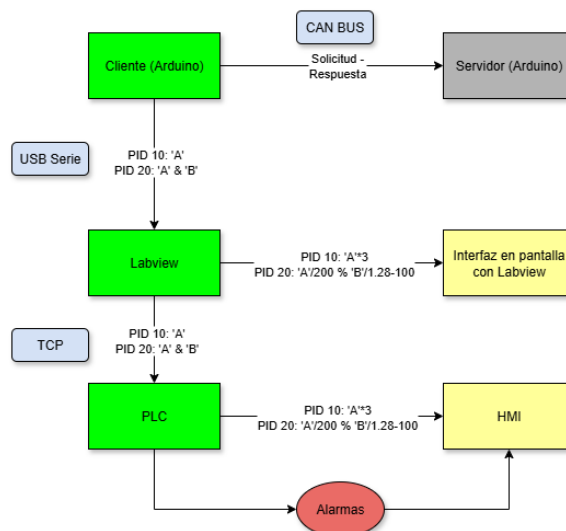 CAN BUS
Cliente (Arduino)
Solicitud -
Respuesta
Servidor (Arduino)
USB Serie
PID 10: 'A'
PID 20: 'A' & 'B'
Labview
PID 10: 'A'*3
PID 20: 'A'/200 % 'B'/1.28-100
Interfaz en pantalla
con Labview
TCP
PID 10: 'A'
PID 20: 'A' & 'B'
PLC
PID 10: 'A'*3
PID 20: 'A'/200 % 'B'/1.28-100
HMI
Alarmas